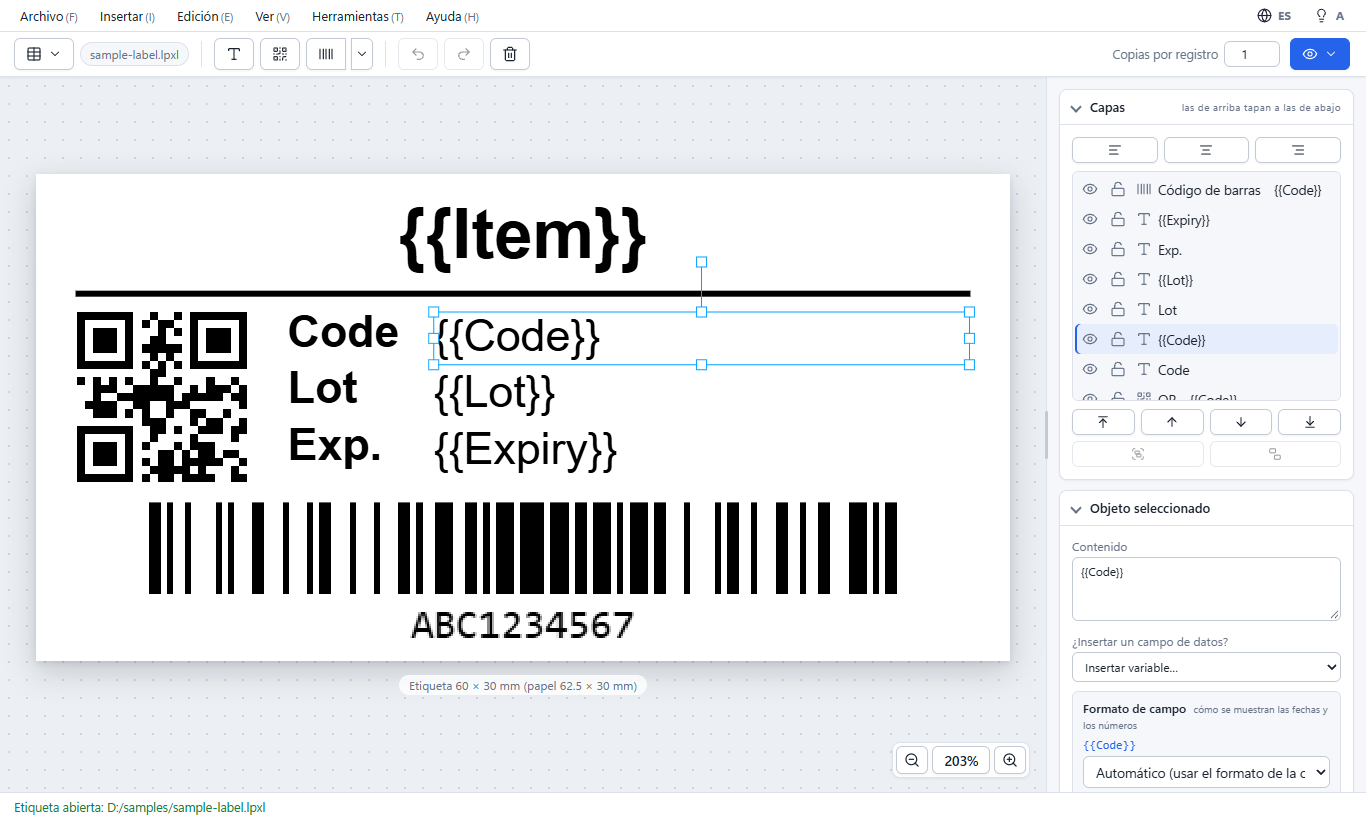 Archivo (F) Insertar (I) Edición (E) Ver (V) Herramientas (T) Ayuda (H) ES A
sample-label.lpxl Copias por registro 1
Capas las de arriba tapan a las de abajo
Código de barras {{Code}}
{{Expiry}}
Exp.
{{Lot}}
Lot
{{Code}}
Code
QR {{Code}}
{{Item}}
Code {{Code}}
Lot {{Lot}}
Exp. {{Expiry}}
ABC1234567
Etiqueta 60 × 30 mm (papel 62.5 × 30 mm)
203%
Objeto seleccionado
Contenido
{{Code}}
¿Insertar un campo de datos?
Insertar variable...
Formato de campo cómo se muestran las fechas y
los números
{{Code}}
Automático (usar el formato de la c
Etiqueta abierta: D:/samples/sample-label.lpxl